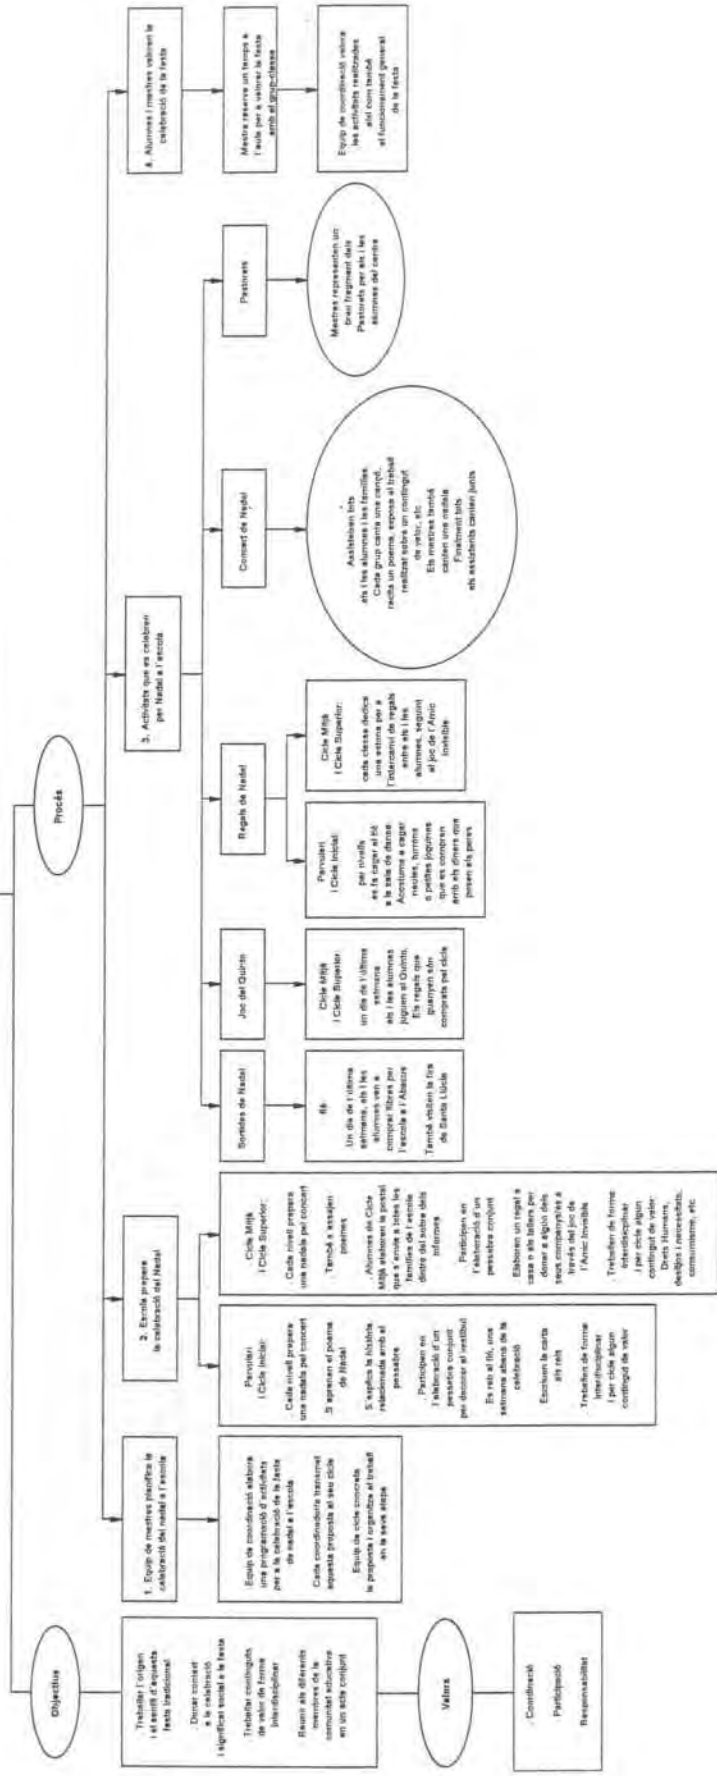 Objectius
. Treballar l'origen
i el sentit d'aquesta
festa tradicional
. Donar context
a la celebració
i significat social a la festa
Treballar continguts
de valor de forma
interdisciplinar
Reunir als diferents
membres de la
comunitat educativa
en un acte conjunt
Valors
. Coordinació
Participació
Responsabilitat
Procés
1. Equip de mestres planifica la
celebració del nadal a l'escola
Equip de coordinació elabora
una programació d'activitats
per a la celebració de la festa
de nadal a l'escola
Cada coordinador/a transmet
aquesta proposta al seu cicle
Equip de cicle concreta
la proposta i organitza el treball
en la seva etapa
2. Escola prepara
la celebració del Nadal
Parvulari
i Cicle Inicial:
. Cada nivell prepara
una nadala pel concert
.S'aprenen el poema
de Nadal
S'explica la història
relacionada amb el
pessebre
. Participen en
l'elaboració d'un
pessebre conjunt
per decorar el vestíbul
Es reb al tió, una
setmana abans de la
celebració
Escriuen la carta
als reis
Treballen de forma
interdisciplinar
i per cicle algun
contingut de valor
Cicle Mitjà
i Cicle Superior:
. Cada nivell prepara
una nadala pel concert
També s'assajen
poemes
. Alumnes de Cicle
Mitjà elaboren la postal
que s'envia a totes les
famílies de l'escola
dintre del sobre dels
informes
Participen en
l'elaboració d'un
pessebre conjunt
. Elaboren un regal a
casa o als tallers per
donar a algún dels
seus companys/es a
través del joc de
l'Amic Invisible
. Treballen de forma
interdisciplinar
i per cicle algun
contingut de valor:
Drets Humans,
desitjos i necessitats,
consumisme, etc
3. Activitats que es celebren
per Nadal a l'escola
Sortides de Nadal
6è:
Un dia de l'última
setmana, els i les
alumnes van a
comprar llibres per
l'escola a l'Abacus
També visiten la fira
de Santa Llúcia
Joc del Quinto
Cicle Mitjà
i Cicle Superior:
un dia de l'última
setmana
els i les alumnes
juguen al Quinto.
Els regals que
guanyen són
comprats pel cicle
Regals de Nadal
Parvulari
i Cicle Inicial:
per nivells
es fa cagar el tió
a la sala de dansa.
Acostuma a cagar
neules, turrons
o petites joguines
que es compren
amb els diners que
posen els pares
Cicle Mitjà
i Cicle Superior:
cada classe dedica
una estona per a
l'intercanvi de regals
entre els i les
alumnes, seguint
el joc de l'Amic
Invisible
Concert de Nadal
Assisteixen tots
els i les alumnes i les famílies.
Cada grup canta una cançó,
recita un poema, exposa el treball
realitzat sobre un contingut
de valor, etc
Els mestres també
canten una nadala
Finalment tots
els assistents canten junts
Pastorets
Mestres representen un
breu fragment dels
Pastorets per els i les
alumnes del centre
4. Alumnes i mestres valoren la
celebració de la festa
Mestra reserva un temps a
l'aula per a valorar la festa
amb el grup-classe
Equip de coordinació valora
les activitats realitzades
així com també
el funcionament general
de la festa